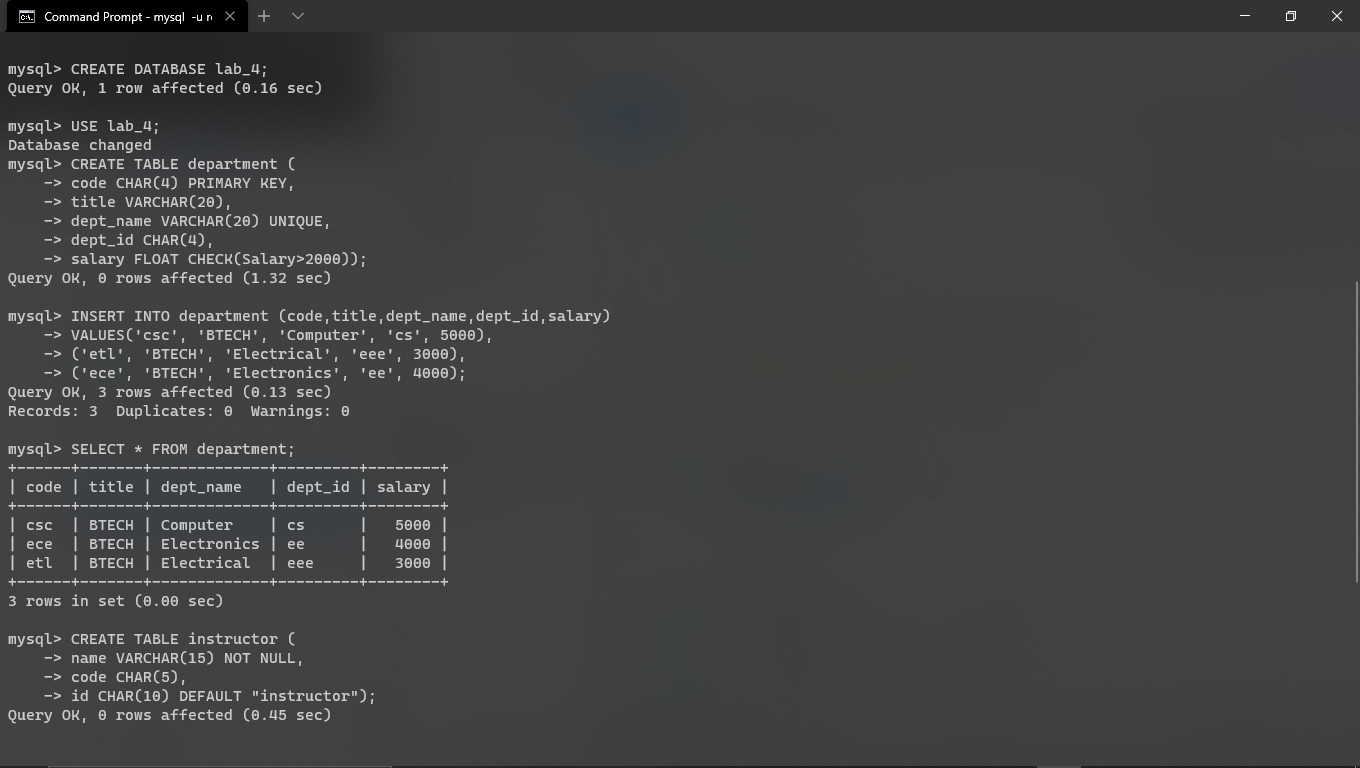 Command Prompt - mysql  -u r
mysql> CREATE DATABASE lab_4;
Query OK, 1 row affected (0.16 sec)
mysql> USE lab_4;
Database changed
mysql> CREATE TABLE department (
    -> code CHAR(4) PRIMARY KEY,
    -> title VARCHAR(20),
    -> dept_name VARCHAR(20) UNIQUE,
    -> dept_id CHAR(4),
    -> salary FLOAT CHECK(Salary>2000));
Query OK, 0 rows affected (1.32 sec)
mysql> INSERT INTO department (code,title,dept_name,dept_id,salary)
    -> VALUES('csc', 'BTECH', 'Computer', 'cs', 5000),
    -> ('etl', 'BTECH', 'Electrical', 'eee', 3000),
    -> ('ece', 'BTECH', 'Electronics', 'ee', 4000);
Query OK, 3 rows affected (0.13 sec)
Records: 3  Duplicates: 0  Warnings: 0
mysql> SELECT * FROM department;
+------+-------+-------------+---------+--------+
| code | title | dept_name   | dept_id | salary |
+------+-------+-------------+---------+--------+
| csc  | BTECH | Computer    | cs      |   5000 |
| ece  | BTECH | Electronics | ee      |   4000 |
| etl  | BTECH | Electrical  | eee     |   3000 |
+------+-------+-------------+---------+--------+
3 rows in set (0.00 sec)
mysql> CREATE TABLE instructor (
    -> name VARCHAR(15) NOT NULL,
    -> code CHAR(5),
    -> id CHAR(10) DEFAULT "instructor");
Query OK, 0 rows affected (0.45 sec)